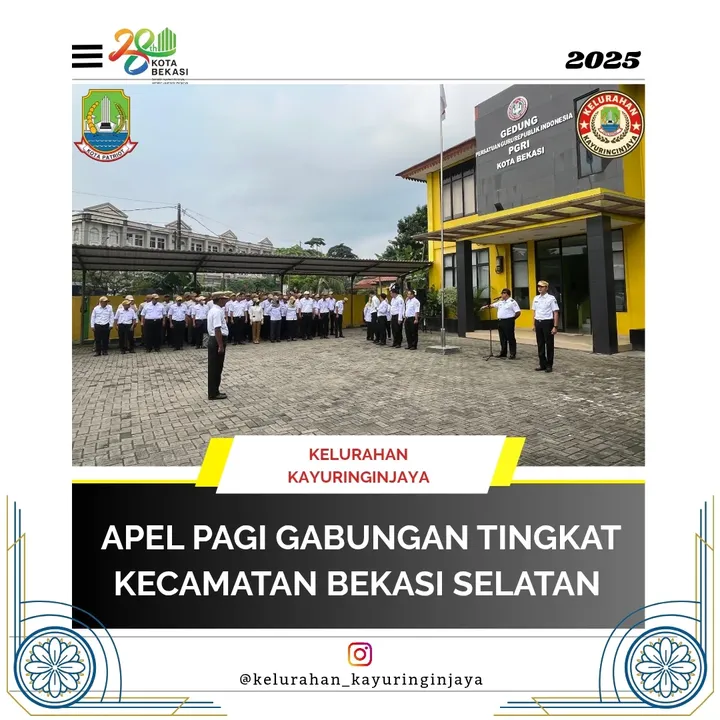 28th
KOTA
BEKASI
2025
KOTA PATRIOT
KELURAHAN
KAYURINGINJAYA
GEDUNG
PERSATUAN GURU REPUBLIK INDONESIA
PGRI
KOTA BEKASI
KELURAHAN
KAYURINGINJAYA
APEL PAGI GABUNGAN TINGKAT
KECAMATAN BEKASI SELATAN
@kelurahan_kayuringinjaya